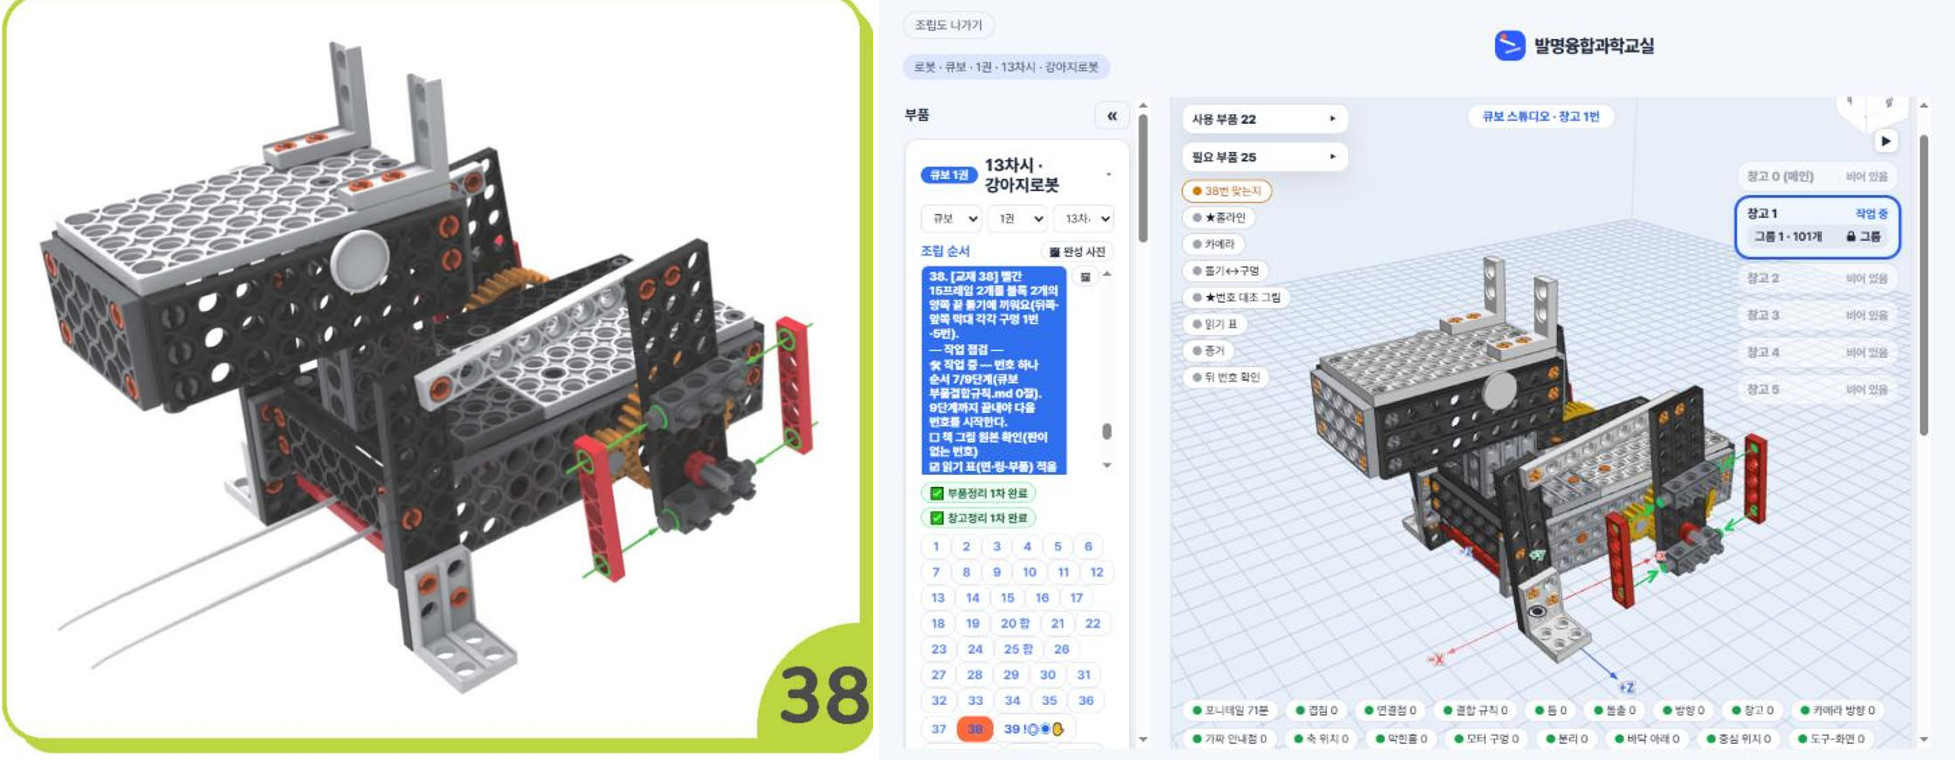 38
조립도 나가기
로봇 · 큐보 · 1권 · 13차시 · 강아지로봇
발명융합과학교실
부품
«
큐보 1권
13차시 ·
강아지로봇
큐보
1권
13차시
조립 순서
완성 사진
38. [교재 38] 빨간
15프레임 2개를 블록 2개의
양쪽 끝 돌기에 끼워요(뒤쪽·
앞쪽 막대 각각 구멍 1번
·5번).
— 작업 점검 —
🛠 작업 중 — 번호 하나
순서 7/9단계(큐보
부품결합규칙.md 0절).
9단계까지 끝내야 다음
번호를 시작한다.
☐ 책 그림 원본 확인(판이
없는 번호)
☑ 읽기 표(면·링·부품) 적음
✅ 부품정리 1차 완료
✅ 창고정리 1차 완료
1 2 3 4 5 6
7 8 9 10 11 12
13 14 15 16 17
18 19 20 합 21 22
23 24 25 합 26
27 28 29 30 31
32 33 34 35 36
37 38 39 !
사용 부품 22
필요 부품 25
38번 맞는지
★홈라인
카메라
돌기↔구멍
★번호 대조 그림
읽기 표
증거
뒤 번호 확인
큐보 스튜디오 · 창고 1번
창고 0 (메인) 비어 있음
창고 1 작업 중
그룹 1 · 101개 그룹
창고 2 비어 있음
창고 3 비어 있음
창고 4 비어 있음
창고 5 비어 있음
-X
+Z
포니테일 71분
겹침 0
연결점 0
결합 규칙 0
틈 0
돌출 0
방향 0
창고 0
카메라 방향 0
가짜 안내점 0
축 위치 0
막힌홀 0
모터 구멍 0
분리 0
바닥 아래 0
중심 위치 0
도구-화면 0